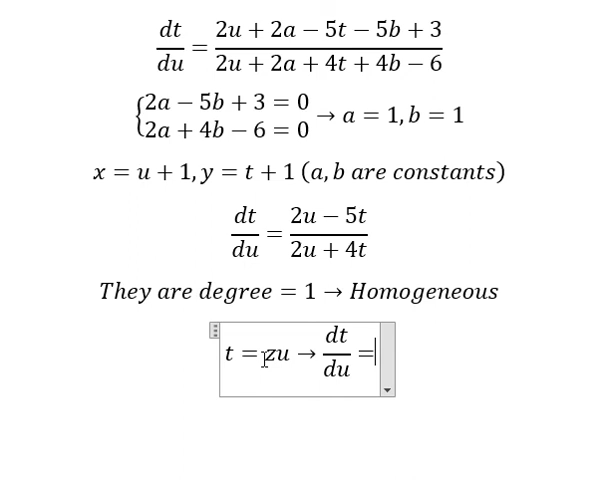 dt/du = (2u + 2a − 5t − 5b + 3)/(2u + 2a + 4t + 4b − 6)
{2a − 5b + 3 = 0
{2a + 4b − 6 = 0 → a = 1, b = 1
x = u + 1, y = t + 1 (a, b are constants)
dt/du = (2u − 5t)/(2u + 4t)
They are degree = 1 → Homogeneous
t = zu → dt/du =